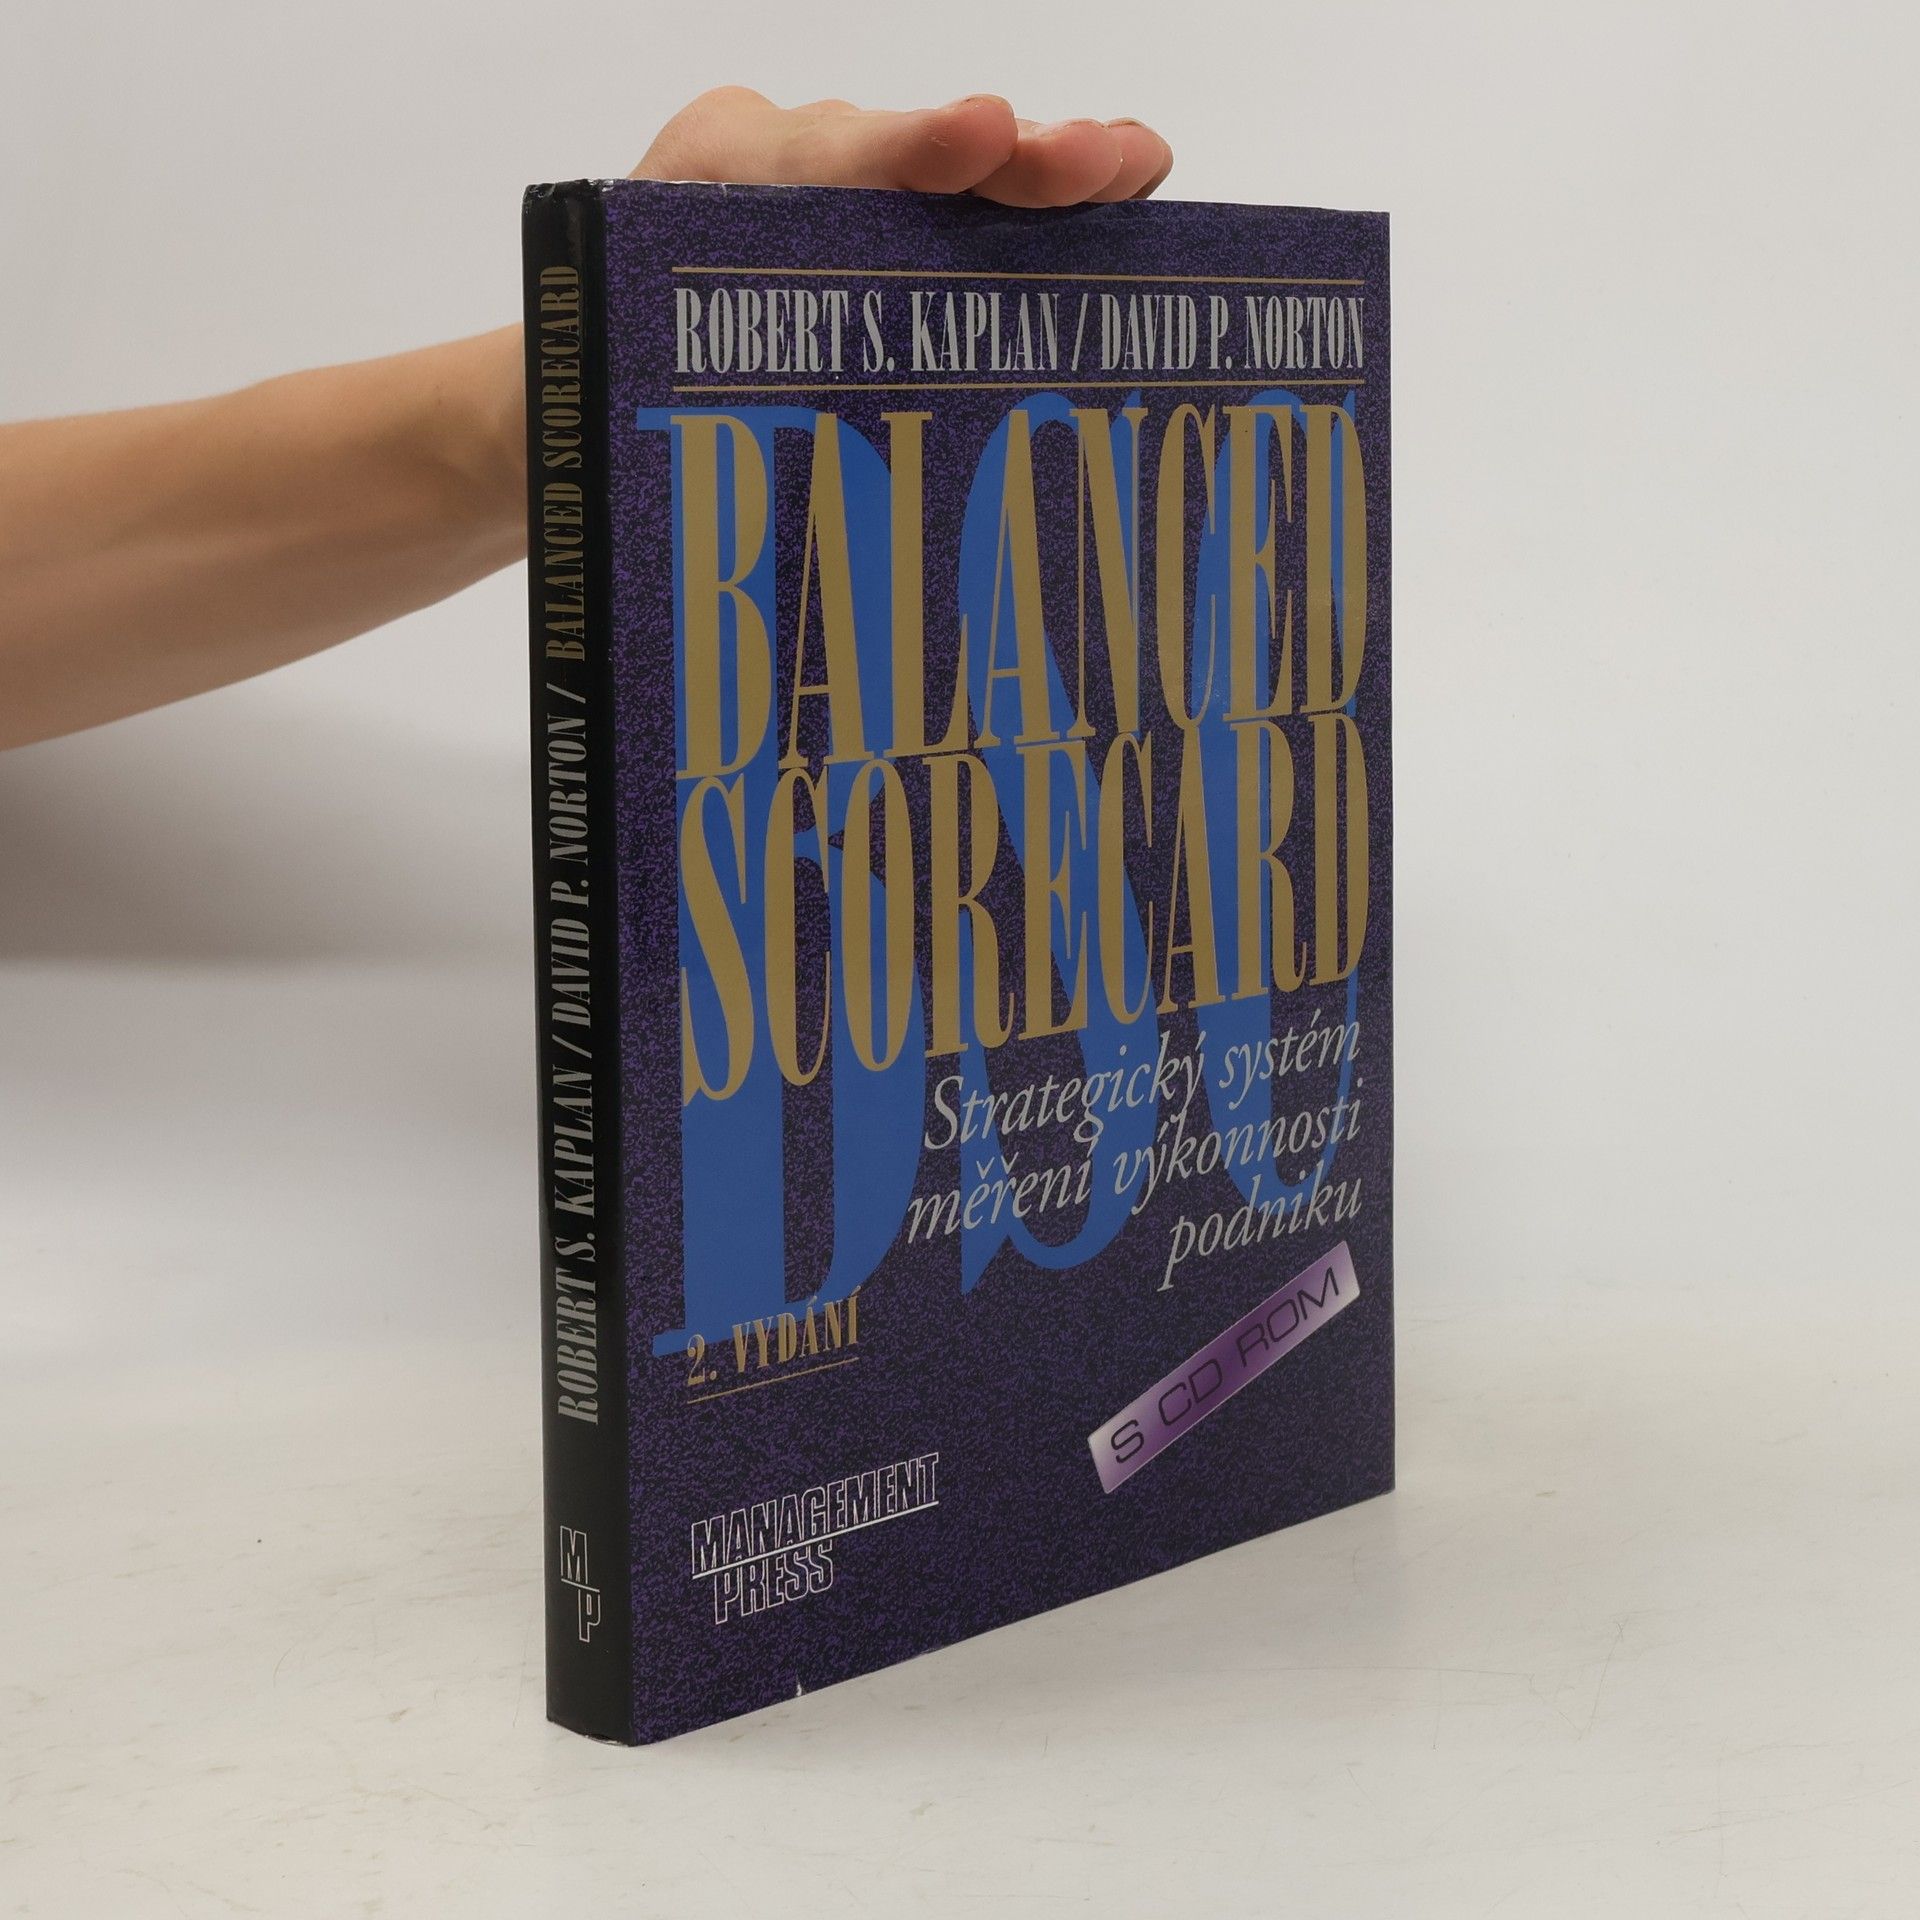 ROBERT S. KAPLAN / DAVID P. NORTON / BALANCED SCORECARD
M
P
ROBERT S. KAPLAN / DAVID P. NORTON
BSC
BALANCED
SCORECARD
Strategický systém
měření výkonnosti
podniku
2. VYDÁNÍ
S CD ROM
MANAGEMENT
PRESS